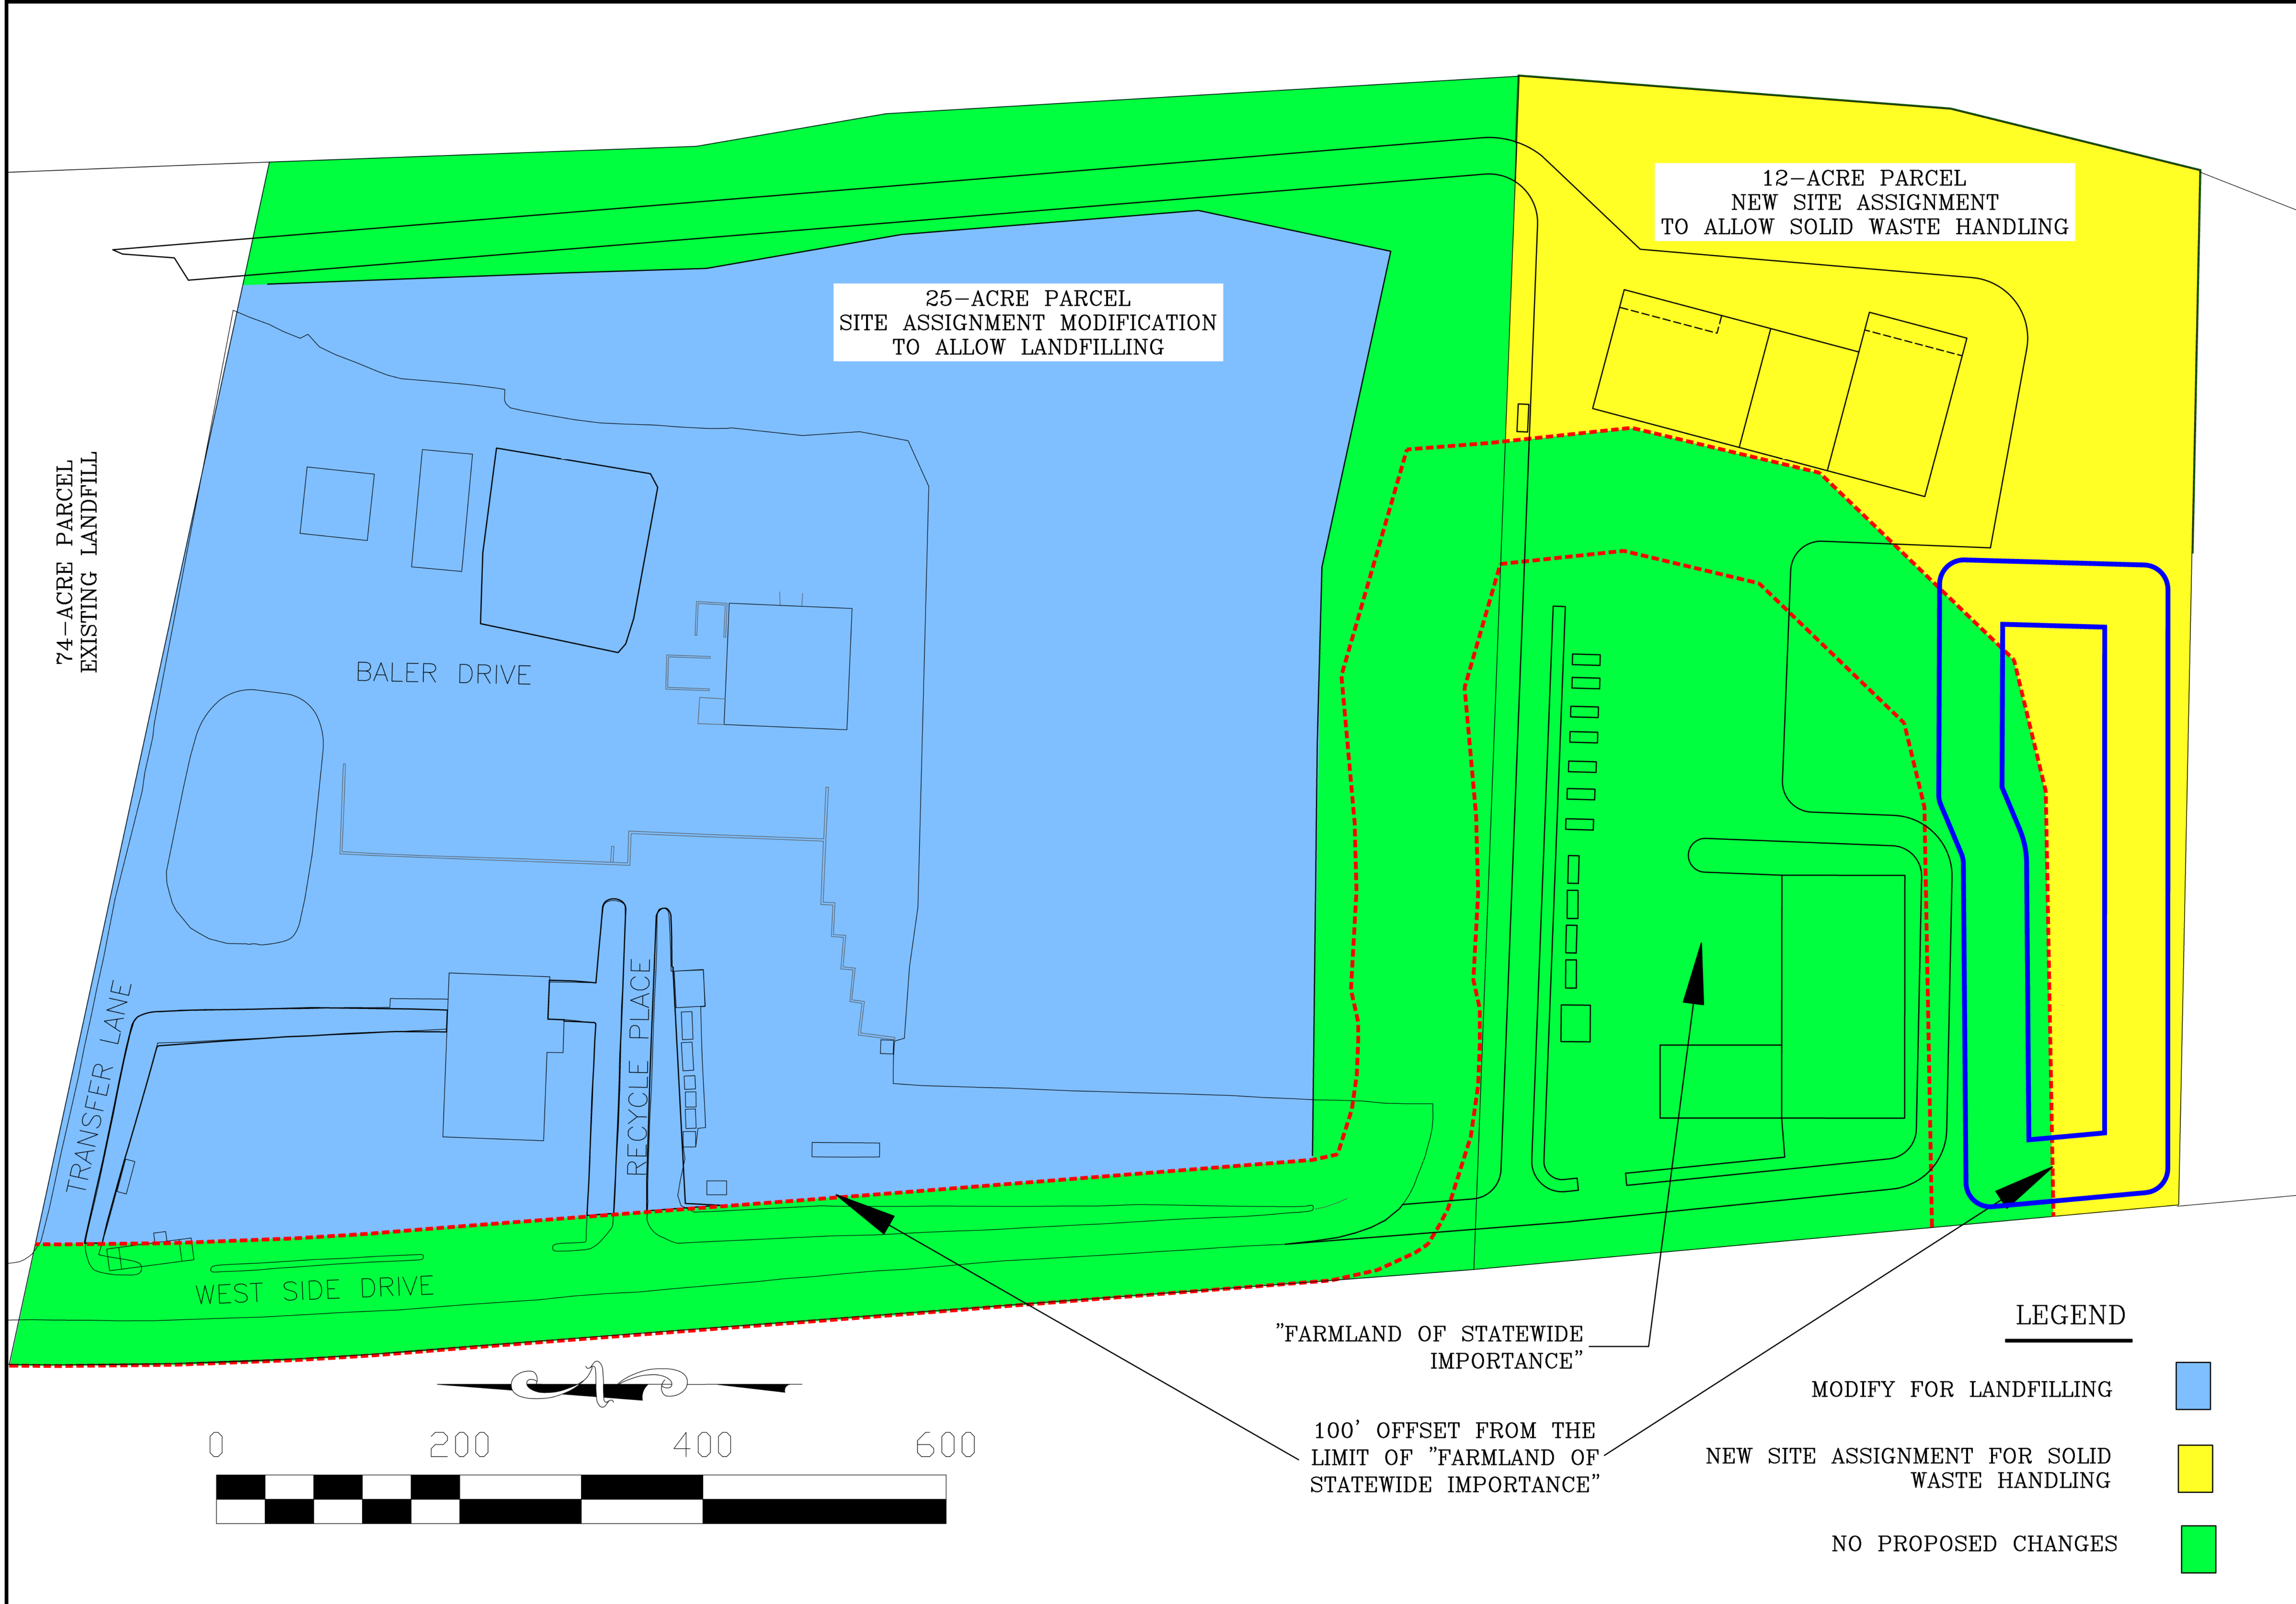 12-ACRE PARCEL
NEW SITE ASSIGNMENT
TO ALLOW SOLID WASTE HANDLING
25-ACRE PARCEL
SITE ASSIGNMENT MODIFICATION
TO ALLOW LANDFILLING
74-ACRE PARCEL
EXISTING LANDFILL
BALER DRIVE
TRANSFER LANE
RECYCLE PLACE
WEST SIDE DRIVE
"FARMLAND OF STATEWIDE
IMPORTANCE"
100' OFFSET FROM THE
LIMIT OF "FARMLAND OF
STATEWIDE IMPORTANCE"
0 200 400 600
LEGEND
MODIFY FOR LANDFILLING
NEW SITE ASSIGNMENT FOR SOLID
WASTE HANDLING
NO PROPOSED CHANGES